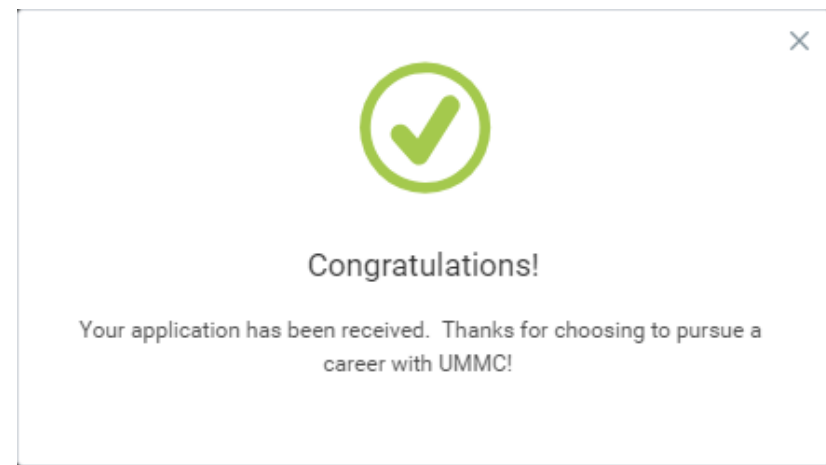 Congratulations!
Your application has been received.  Thanks for choosing to pursue a
career with UMMC!